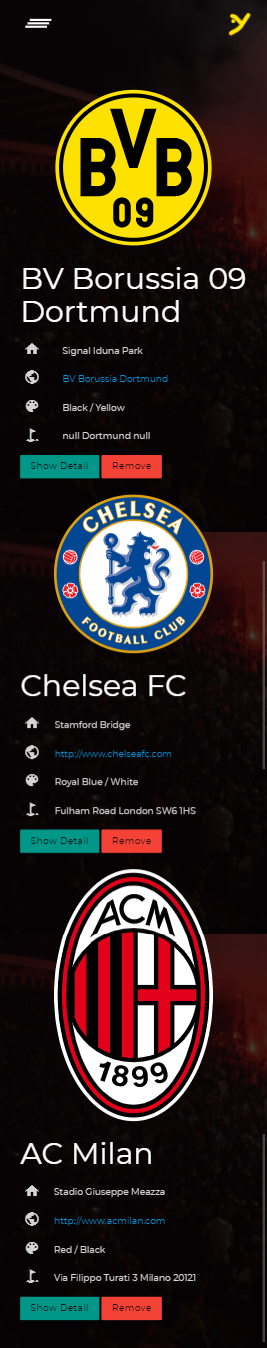 BVB
09
BV Borussia 09
Dortmund
Signal Iduna Park
BV Borussia Dortmund
Black / Yellow
null Dortmund null
Show Detail
Remove
CHELSEA
FOOTBALL CLUB
Chelsea FC
Stamford Bridge
http://www.chelseafc.com
Royal Blue / White
Fulham Road London SW6 1HS
Show Detail
Remove
ACM
1899
AC Milan
Stadio Giuseppe Meazza
http://www.acmilan.com
Red / Black
Via Filippo Turati 3 Milano 20121
Show Detail
Remove